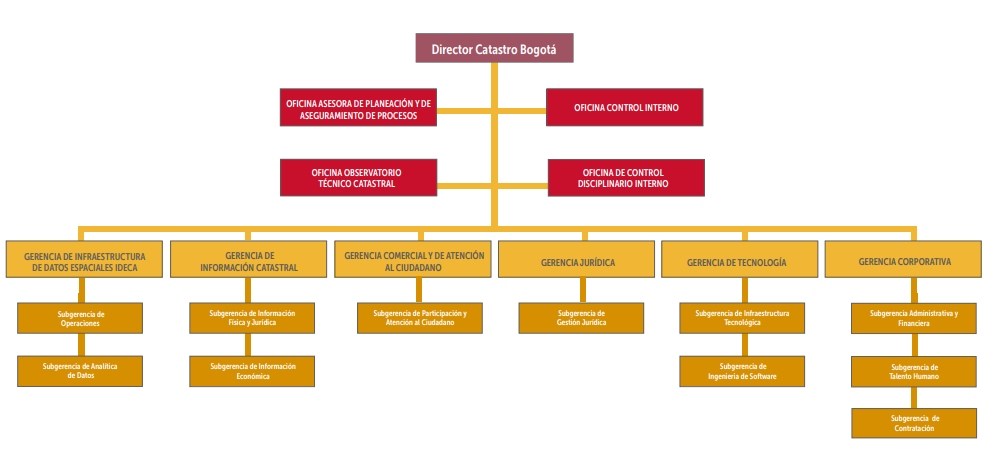 Director Catastro Bogotá
OFICINA ASESORA DE PLANEACIÓN Y DE
ASEGURAMIENTO DE PROCESOS
OFICINA CONTROL INTERNO
OFICINA OBSERVATORIO
TÉCNICO CATASTRAL
OFICINA DE CONTROL
DISCIPLINARIO INTERNO
GERENCIA DE INFRAESTRUCTURA
DE DATOS ESPACIALES IDECA
GERENCIA DE
INFORMACIÓN CATASTRAL
GERENCIA COMERCIAL Y DE ATENCIÓN
AL CIUDADANO
GERENCIA JURÍDICA
GERENCIA DE TECNOLOGÍA
GERENCIA CORPORATIVA
Subgerencia de
Operaciones
Subgerencia de Información
Física y Jurídica
Subgerencia de Participación y
Atención al Ciudadano
Subgerencia de
Gestión Jurídica
Subgerencia de Infraestructura
Tecnológica
Subgerencia Administrativa y
Financiera
Subgerencia de Analítica
de Datos
Subgerencia de Información
Económica
Subgerencia de
Ingeniería de Software
Subgerencia de
Talento Humano
Subgerencia de
Contratación